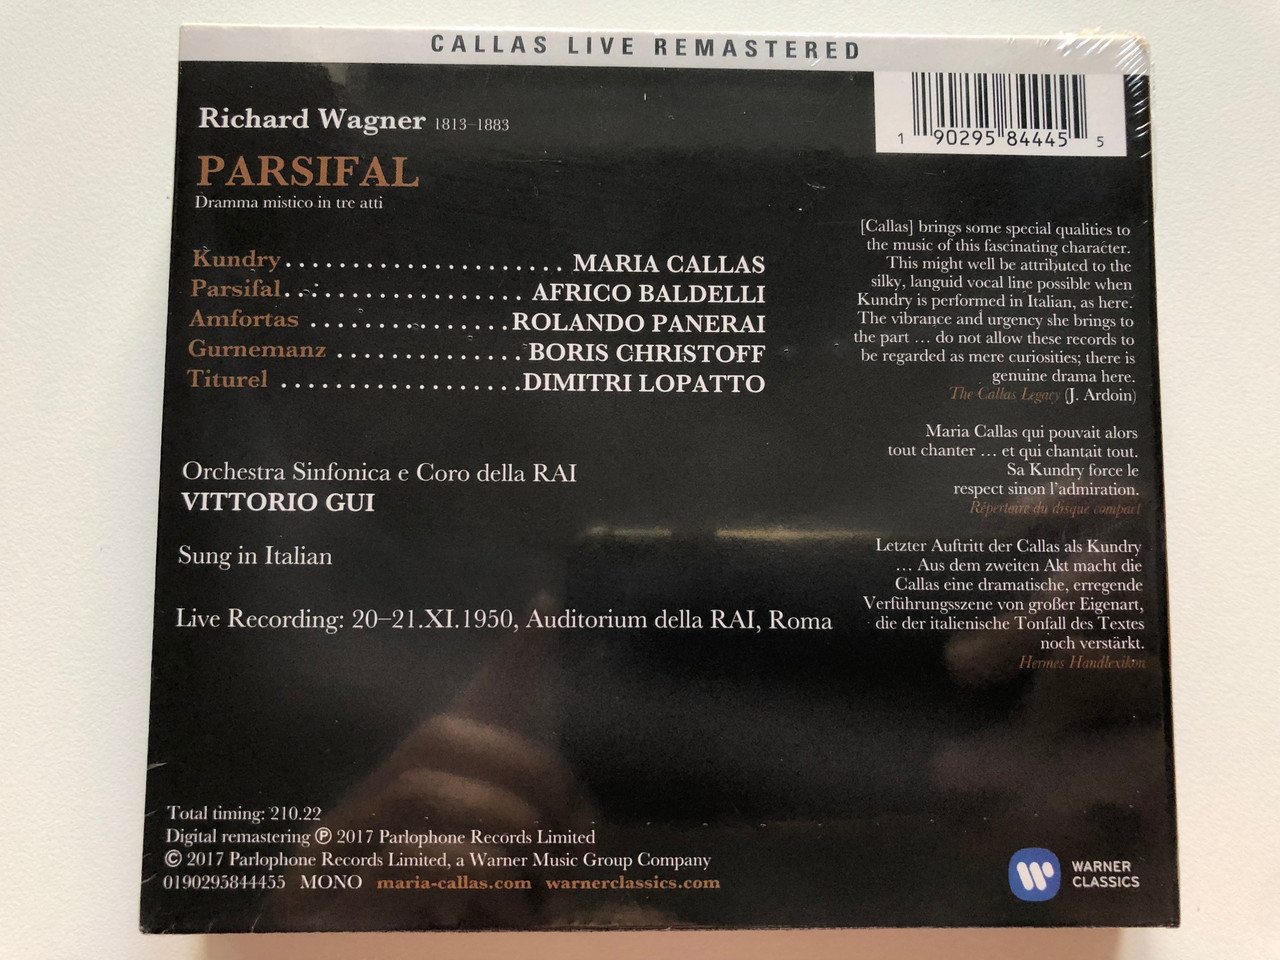 CALLAS LIVE REMASTERED
Richard Wagner 1813–1883
PARSIFAL
Dramma mistico in tre atti
Kundry..................... MARIA CALLAS
Parsifal.................. AFRICO BALDELLI
Amfortas ...............ROLANDO PANERAI
Gurnemanz ..............BORIS CHRISTOFF
Titurel ..................DIMITRI LOPATTO
Orchestra Sinfonica e Coro della RAI
VITTORIO GUI
Sung in Italian
Live Recording: 20–21.XI.1950, Auditorium della RAI, Roma
1 90295 84445 5
[Callas] brings some special qualities to
the music of this fascinating character.
This might well be attributed to the
silky, languid vocal line possible when
Kundry is performed in Italian, as here.
The vibrance and urgency she brings to
the part … do not allow these records to
be regarded as mere curiosities; there is
genuine drama here.
The Callas Legacy (J. Ardoin)
Maria Callas qui pouvait alors
tout chanter … et qui chantait tout.
Sa Kundry force le
respect sinon l'admiration.
Répertoire du disque compact
Letzter Auftritt der Callas als Kundry
… Aus dem zweiten Akt macht die
Callas eine dramatische, erregende
Verführungsszene von großer Eigenart,
die der italienische Tonfall des Textes
noch verstärkt.
Hermes Handlexikon
Total timing: 210.22
Digital remastering ℗ 2017 Parlophone Records Limited
© 2017 Parlophone Records Limited, a Warner Music Group Company
0190295844455 MONO maria-callas.com warnerclassics.com
WARNER
CLASSICS